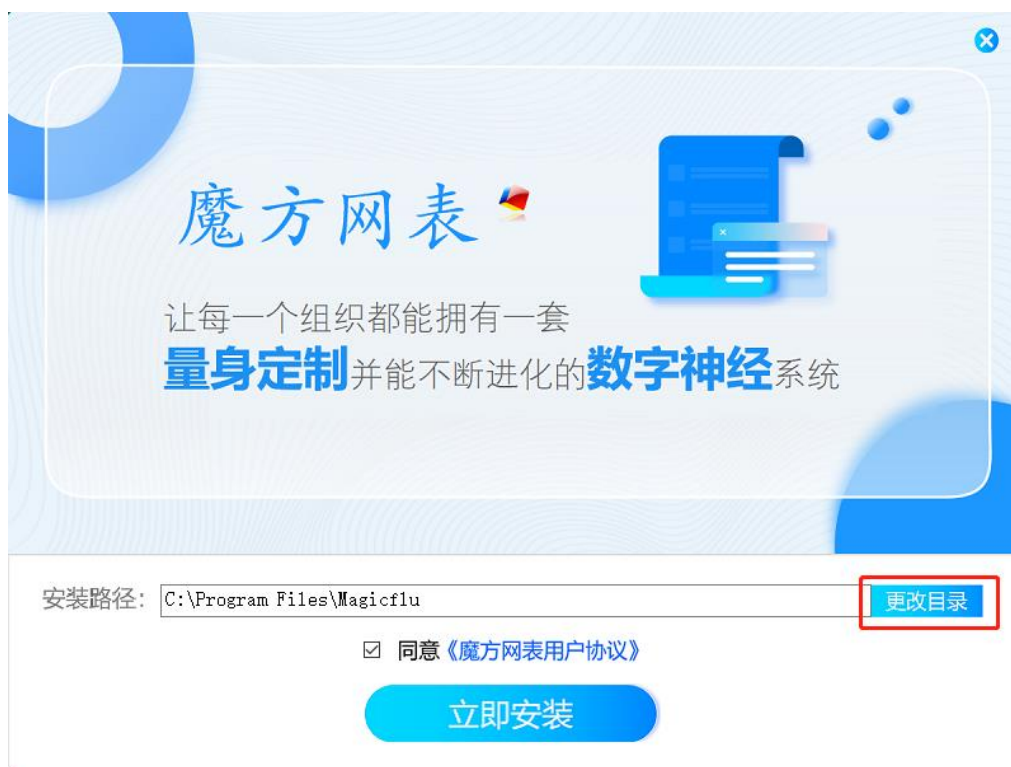 魔方网表
让每一个组织都能拥有一套
量身定制并能不断进化的数字神经系统
安装路径: C:\Program Files\Magicflu 更改目录
同意《魔方网表用户协议》
立即安装